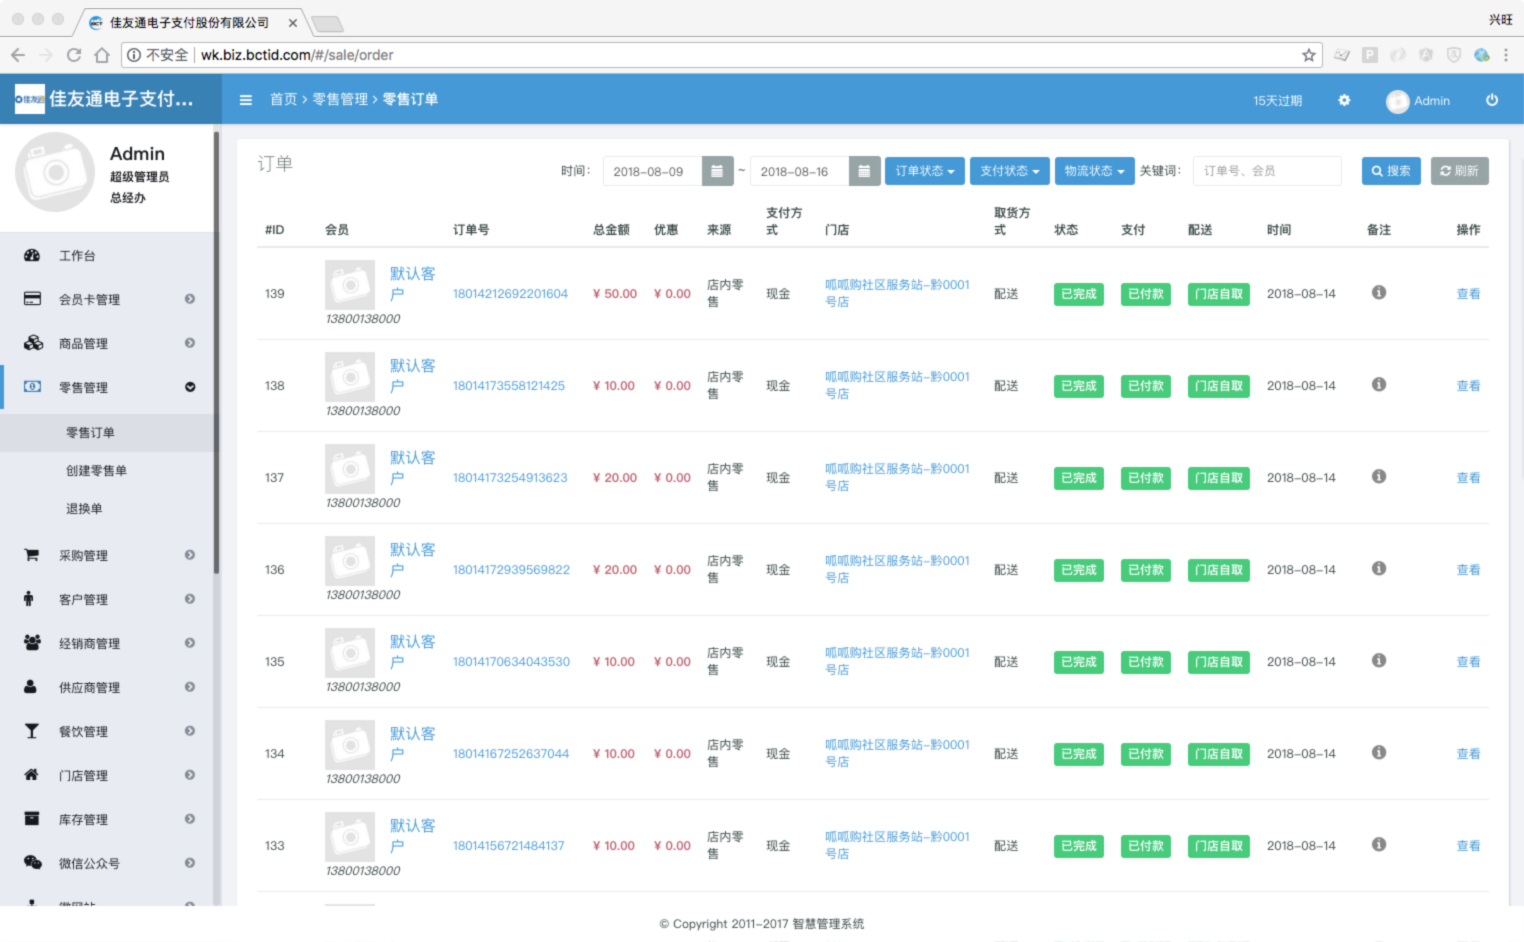 佳友通电子支付股份有限公司
兴旺
不安全 wk.biz.bctid.com/#/sale/order
佳友通电子支付...
首页 › 零售管理 › 零售订单
15天过期
Admin
Admin
超级管理员
总经办
工作台
会员卡管理
商品管理
零售管理
零售订单
创建零售单
退换单
采购管理
客户管理
经销商管理
供应商管理
餐饮管理
门店管理
库存管理
微信公众号
订单
时间： 2018-08-09 ~ 2018-08-16 订单状态 支付状态 物流状态 关键词： 订单号、会员 搜索 刷新
#ID 会员 订单号 总金额 优惠 来源 支付方式 门店 取货方式 状态 支付 配送 时间 备注 操作
139 默认客户 13800138000 18014212692201604 ¥ 50.00 ¥ 0.00 店内零售 现金 呱呱购社区服务站-黔0001号店 配送 已完成 已付款 门店自取 2018-08-14 查看
138 默认客户 13800138000 18014173558121425 ¥ 10.00 ¥ 0.00 店内零售 现金 呱呱购社区服务站-黔0001号店 配送 已完成 已付款 门店自取 2018-08-14 查看
137 默认客户 13800138000 18014173254913623 ¥ 20.00 ¥ 0.00 店内零售 现金 呱呱购社区服务站-黔0001号店 配送 已完成 已付款 门店自取 2018-08-14 查看
136 默认客户 13800138000 18014172939569822 ¥ 20.00 ¥ 0.00 店内零售 现金 呱呱购社区服务站-黔0001号店 配送 已完成 已付款 门店自取 2018-08-14 查看
135 默认客户 13800138000 18014170634043530 ¥ 10.00 ¥ 0.00 店内零售 现金 呱呱购社区服务站-黔0001号店 配送 已完成 已付款 门店自取 2018-08-14 查看
134 默认客户 13800138000 18014167252637044 ¥ 10.00 ¥ 0.00 店内零售 现金 呱呱购社区服务站-黔0001号店 配送 已完成 已付款 门店自取 2018-08-14 查看
133 默认客户 13800138000 18014156721484137 ¥ 10.00 ¥ 0.00 店内零售 现金 呱呱购社区服务站-黔0001号店 配送 已完成 已付款 门店自取 2018-08-14 查看
© Copyright 2011-2017 智慧管理系统